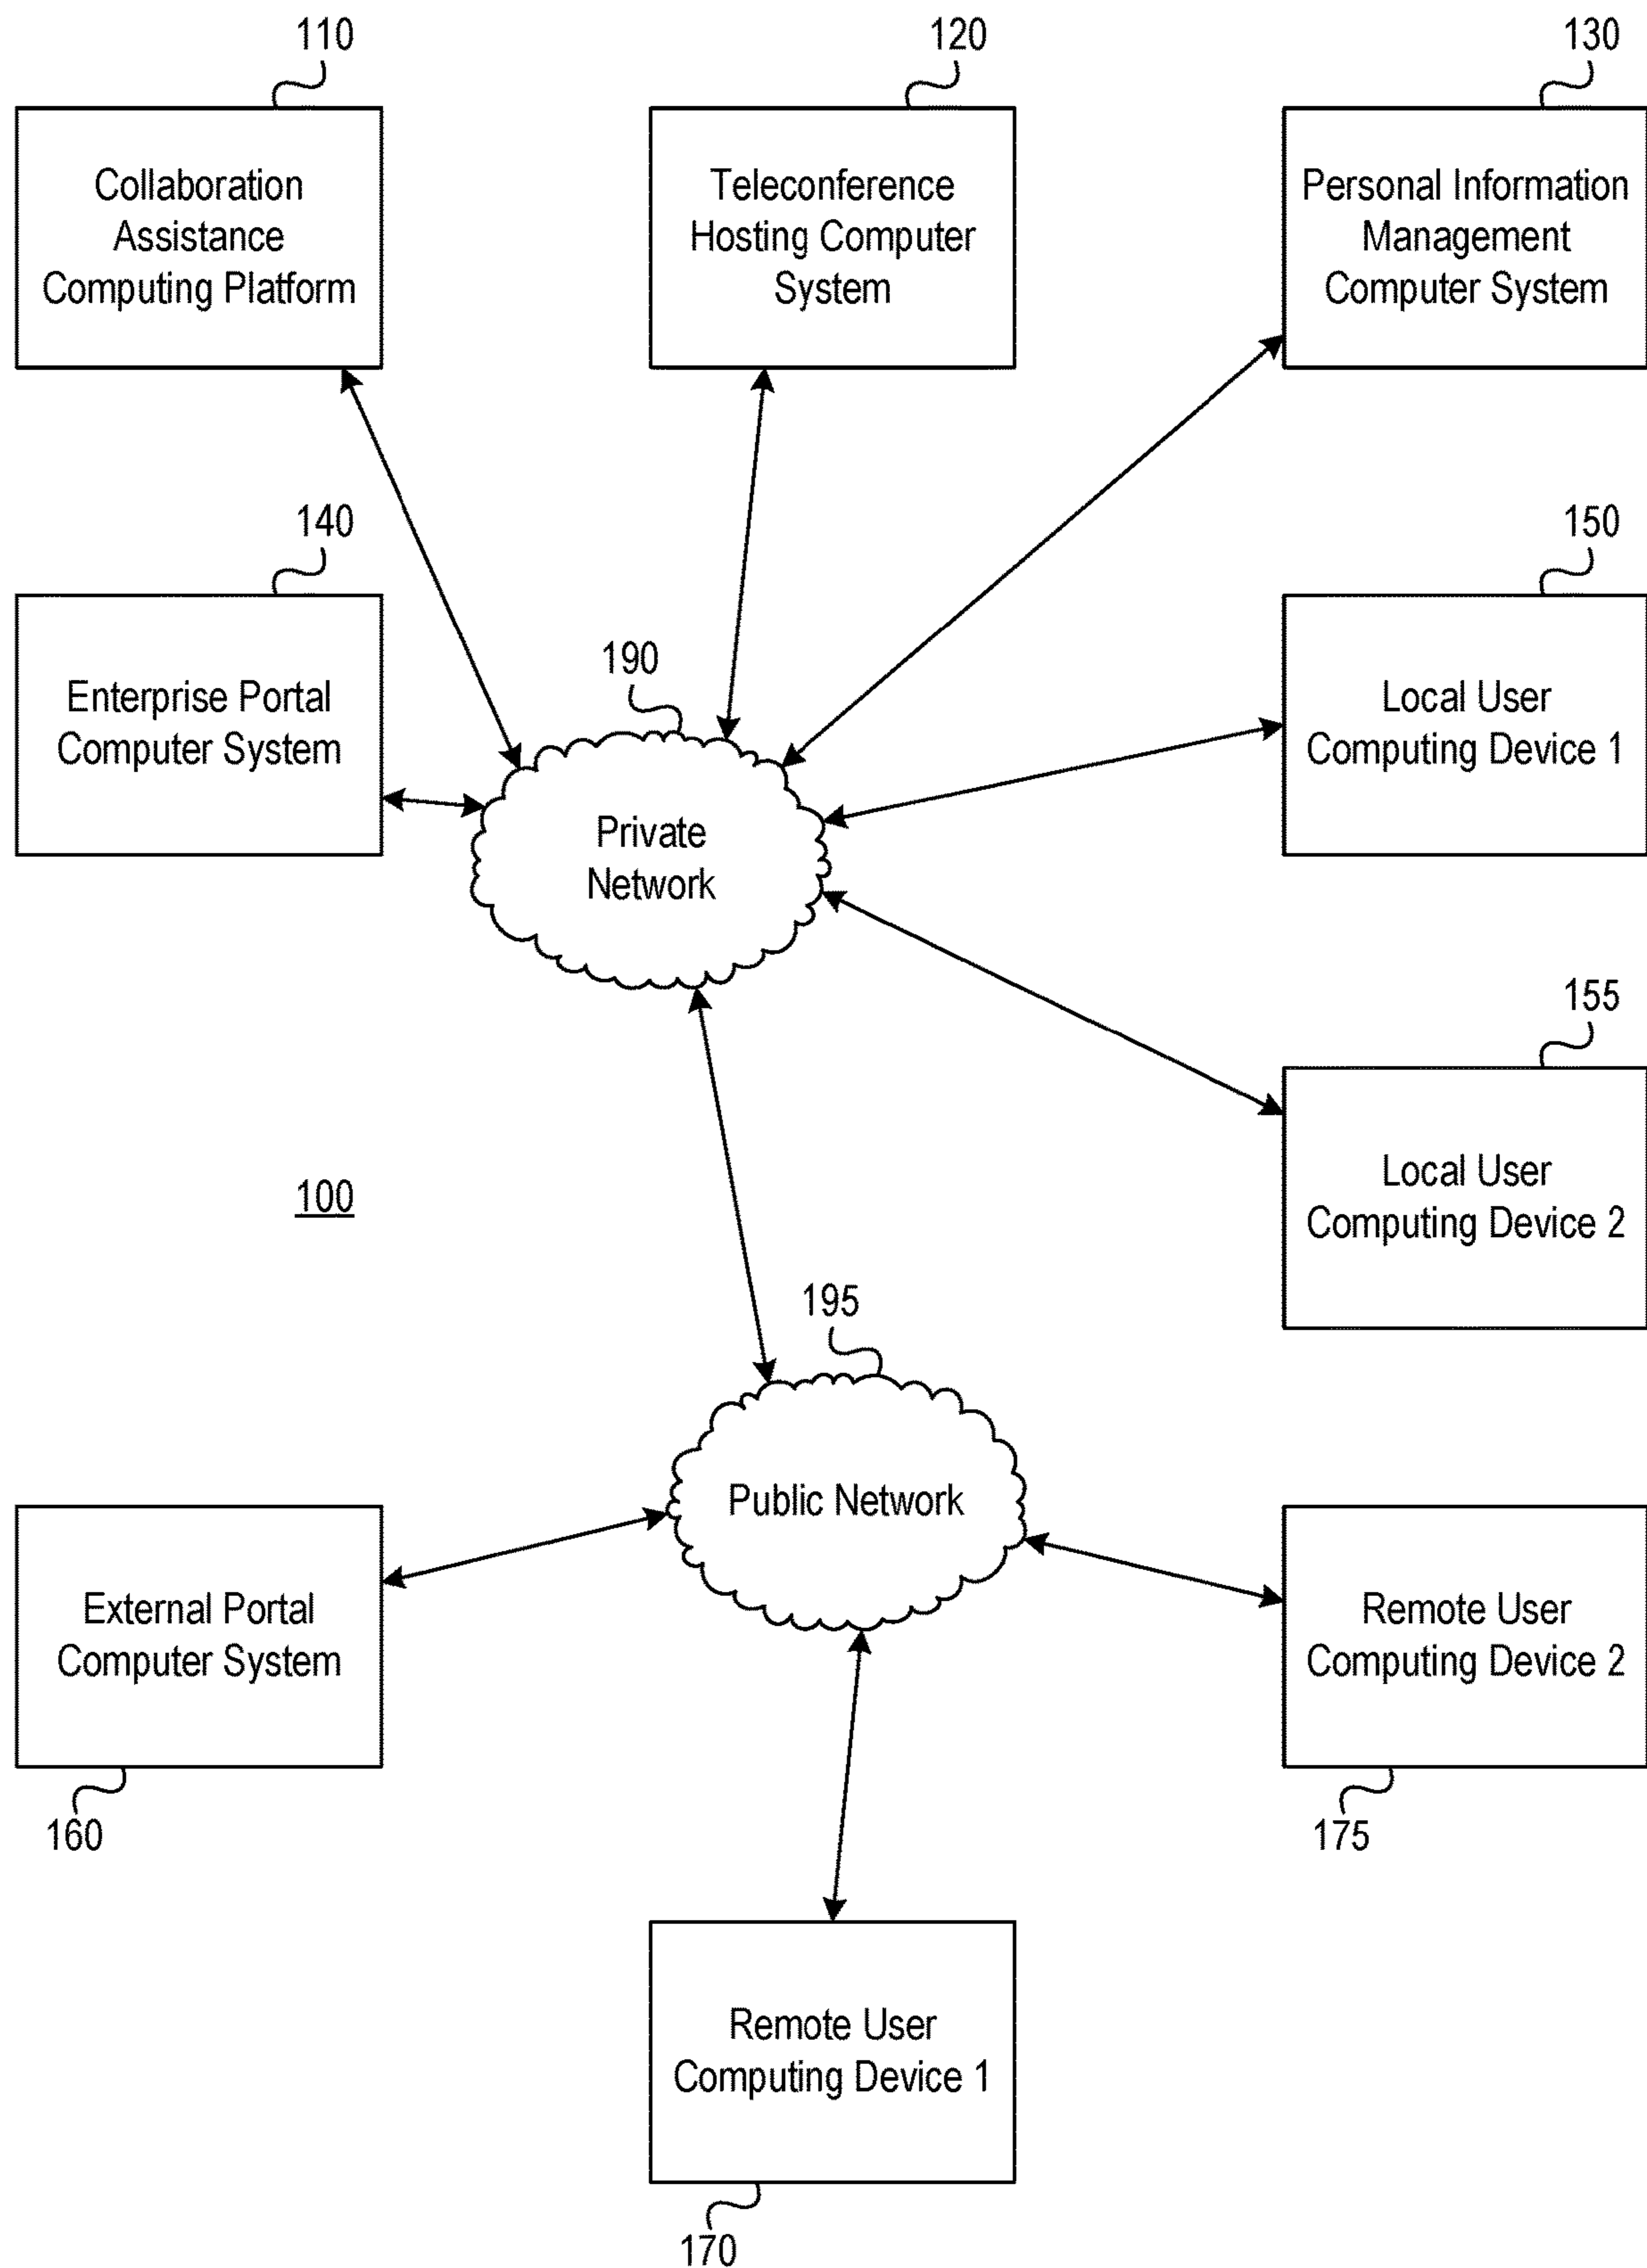 110
120
130
Collaboration
Assistance
Computing Platform
Teleconference
Hosting Computer
System
Personal Information
Management
Computer System
140
150
Enterprise Portal
Computer System
190
Local User
Computing Device 1
Private
Network
155
100
Local User
Computing Device 2
195
Public Network
External Portal
Computer System
Remote User
Computing Device 2
160
175
Remote User
Computing Device 1
170